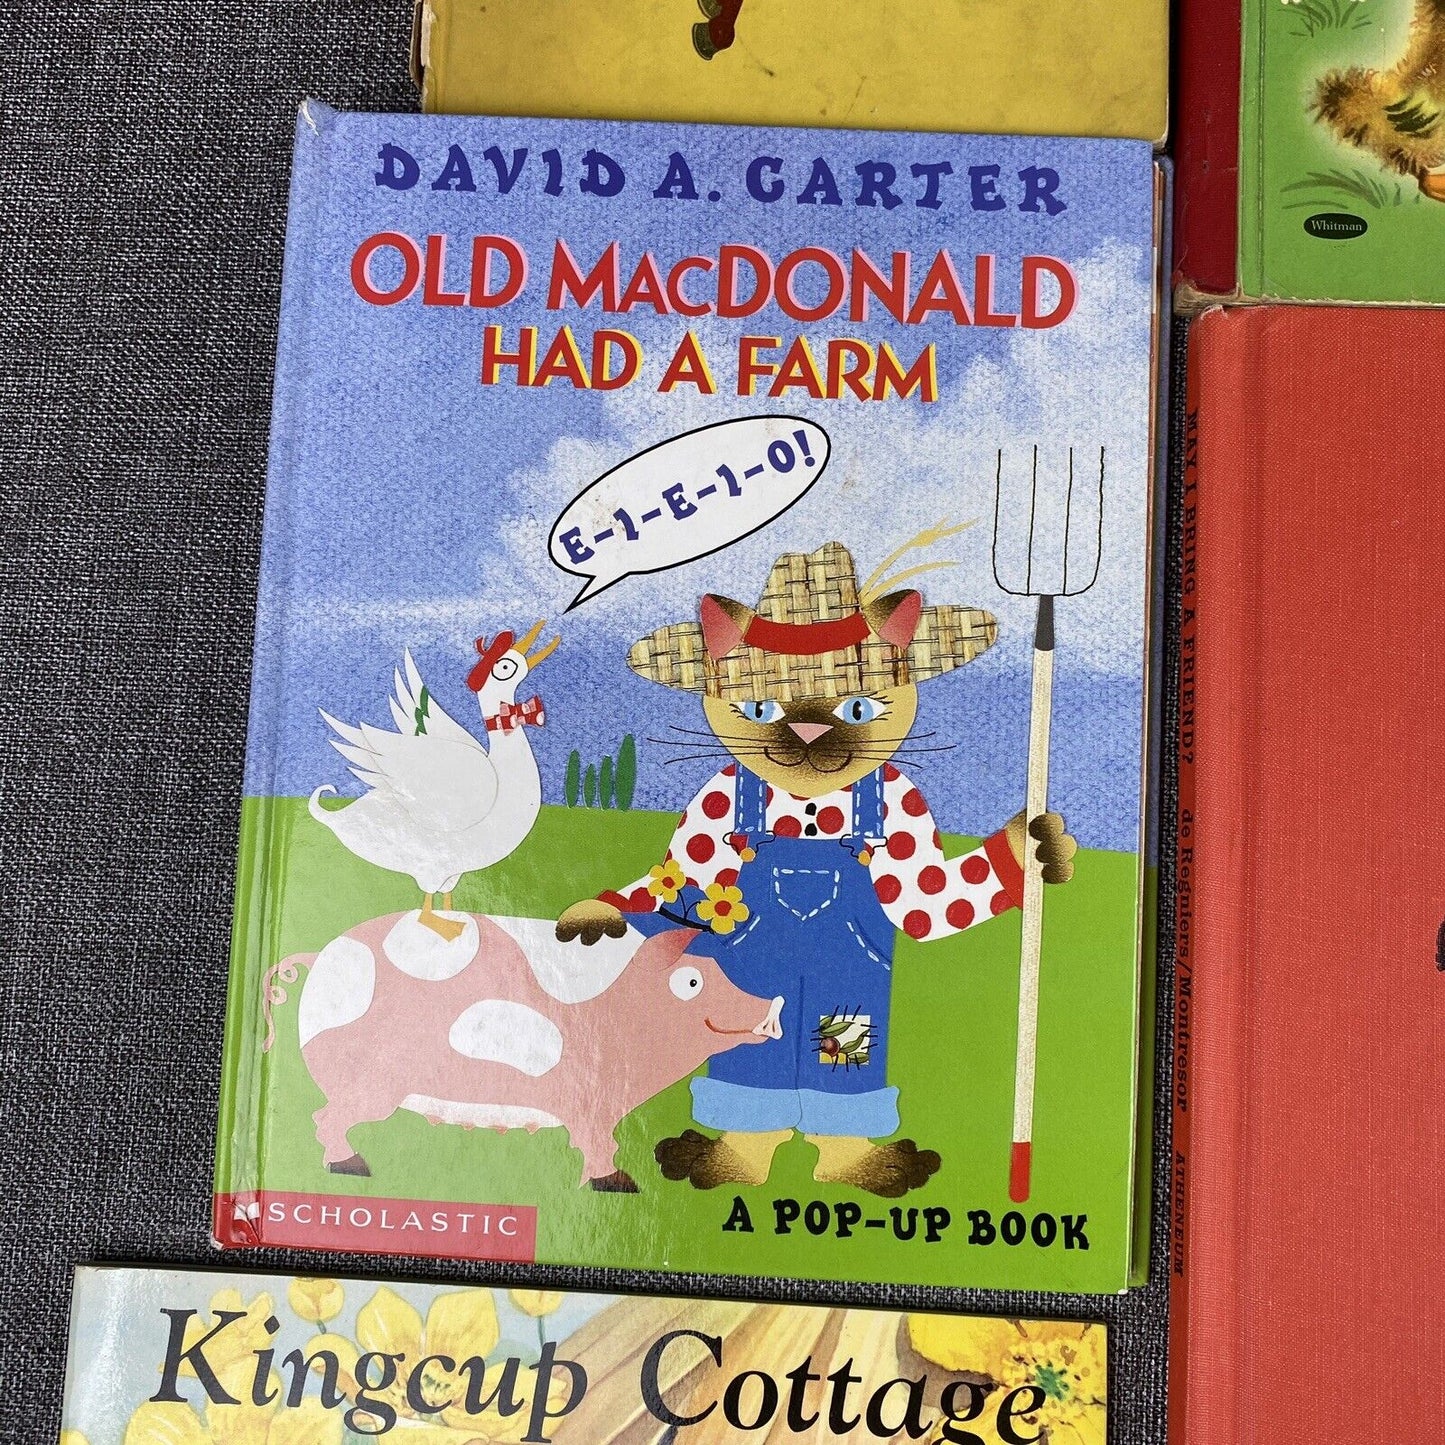 Whitman
DAVID A. CARTER
OLD MACDONALD
HAD A FARM
E-I-E-I-O!
SCHOLASTIC
A POP-UP BOOK
MAY I BRING A FRIEND? de Regniers/Montresor ATHENEUM
Kingcup Cottage